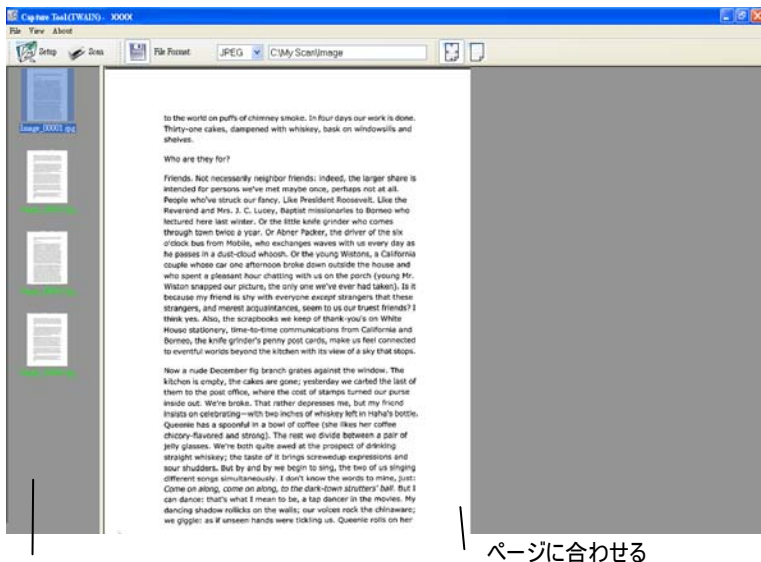 Capture Tool(TWAIN) - XXXX
File View About
Setup Scan File Format JPEG C:\My Scan\Image
Image_00001.jpg
to the world on puffs of chimney smoke. In four days our work is done.
Thirty-one cakes, dampened with whiskey, bask on windowsills and
shelves.
Who are they for?
Friends. Not necessarily neighbor friends: indeed, the larger share is
intended for persons we've met maybe once, perhaps not at all.
People who've struck our fancy. Like President Roosevelt. Like the
Reverend and Mrs. J. C. Lucey, Baptist missionaries to Borneo who
lectured here last winter. Or the little knife grinder who comes
through town twice a year. Or Abner Packer, the driver of the six
o'clock bus from Mobile, who exchanges waves with us every day as
he passes in a dust-cloud whoosh. Or the young Wistons, a California
couple whose car one afternoon broke down outside the house and
who spent a pleasant hour chatting with us on the porch (young Mr.
Wiston snapped our picture, the only one we've ever had taken). Is it
because my friend is shy with everyone except strangers that these
strangers, and merest acquaintances, seem to us our truest friends? I
think yes. Also, the scrapbooks we keep of thank-you's on White
House stationery, time-to-time communications from California and
Borneo, the knife grinder's penny post cards, make us feel connected
to eventful worlds beyond the kitchen with its view of a sky that stops.
Now a nude December fig branch grates against the window. The
kitchen is empty, the cakes are gone; yesterday we carted the last of
them to the post office, where the cost of stamps turned our purse
inside out. We're broke. That rather depresses me, but my friend
insists on celebrating—with two inches of whiskey left in Haha's bottle.
Queenie has a spoonful in a bowl of coffee (she likes her coffee
chicory-flavored and strong). The rest we divide between a pair of
jelly glasses. We're both quite awed at the prospect of drinking
straight whiskey; the taste of it brings screwedup expressions and
sour shudders. But by and by we begin to sing, the two of us singing
different songs simultaneously. I don't know the words to mine, just:
Come on along, come on along, to the dark-town strutters' ball. But I
can dance: that's what I mean to be, a tap dancer in the movies. My
dancing shadow rollicks on the walls; our voices rock the chinaware;
we giggle: as if unseen hands were tickling us. Queenie rolls on her
ページに合わせる